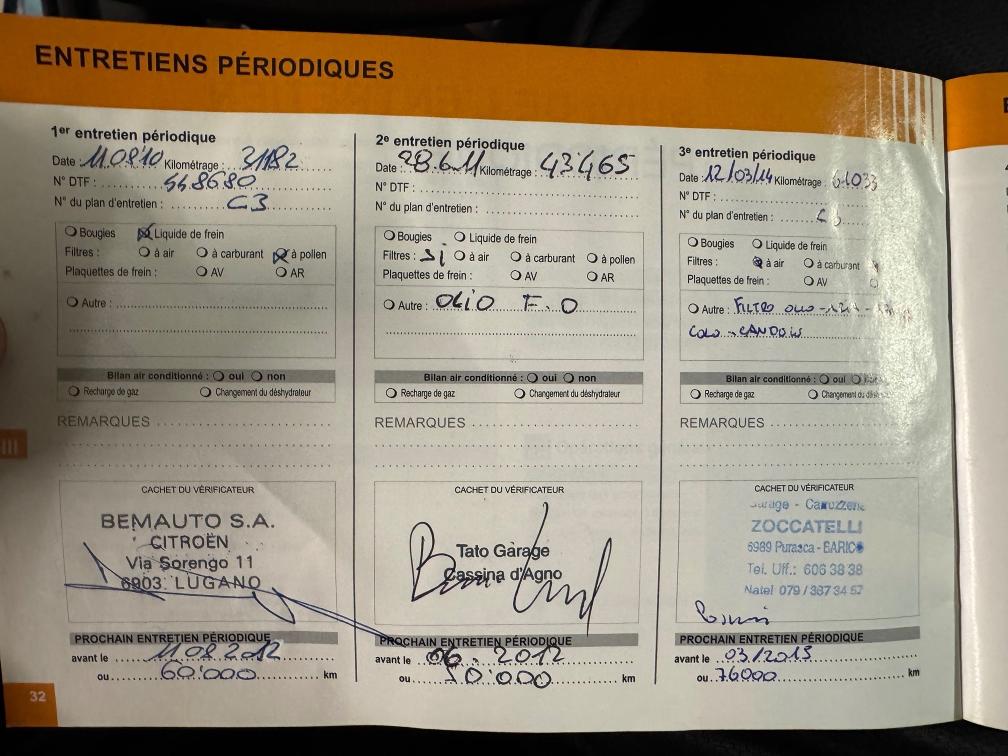 ENTRETIENS PÉRIODIQUES
1er entretien périodique
Date : 11.08.10 Kilométrage : 31182
N° DTF : 448680
N° du plan d'entretien : C3
Bougies Liquide de frein
Filtres : à air à carburant à pollen
Plaquettes de frein : AV AR
Autre :
Bilan air conditionné : oui non
Recharge de gaz Changement du déshydrateur
REMARQUES
CACHET DU VÉRIFICATEUR
BEMAUTO S.A.
CITROËN
Via Sorengo 11
6903 LUGANO
PROCHAIN ENTRETIEN PÉRIODIQUE
avant le 11 08 2012
ou 60'000 km
2e entretien périodique
Date : 28.6.11 Kilométrage : 43465
N° DTF :
N° du plan d'entretien :
Bougies Liquide de frein
Filtres : Si à air à carburant à pollen
Plaquettes de frein : AV AR
Autre : OLIO F.O
Bilan air conditionné : oui non
Recharge de gaz Changement du déshydrateur
REMARQUES
CACHET DU VÉRIFICATEUR
Tato Garage
Cassina d'Agno
PROCHAIN ENTRETIEN PÉRIODIQUE
avant le 06. 2012
ou 50'000 km
3e entretien périodique
Date : 12/03/14 Kilométrage : 61033
N° DTF :
N° du plan d'entretien : C3
Bougies Liquide de frein
Filtres : à air à carburant
Plaquettes de frein : AV
Autre : FILTRO OLIO
Bilan air conditionné : oui
Recharge de gaz Changement du
REMARQUES
CACHET DU VÉRIFICATEUR
Garage -
ZOCCATELLI
6989 Purasca -
Tel. Uff.: 606 38 38
Natel 079 / 387 34 57
PROCHAIN ENTRETIEN PÉRIODIQUE
avant le 03/2015
ou 76000 km
III
32